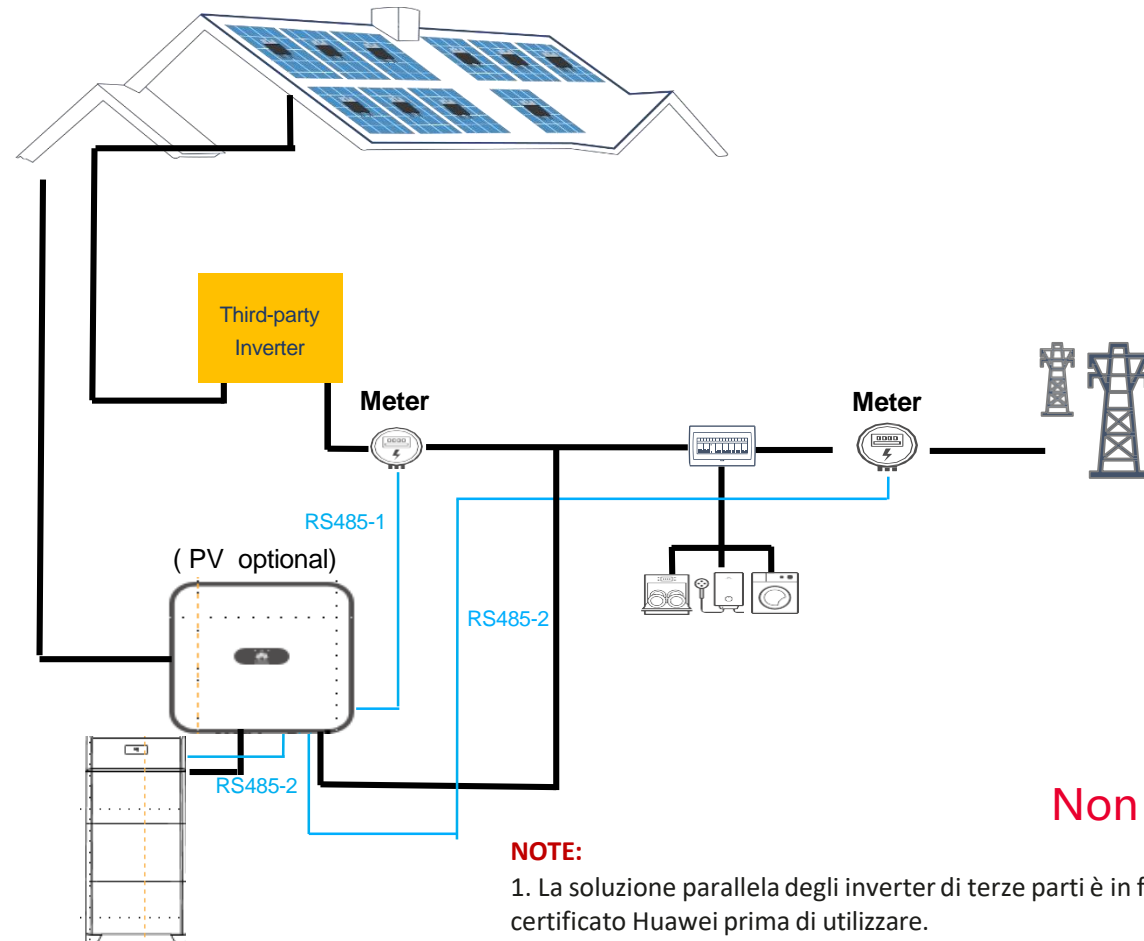 Third-party
Inverter
Meter
Meter
RS485-1
( PV optional)
RS485-2
RS485-2
Non
NOTE:
1. La soluzione parallela degli inverter di terze parti è in f
certificato Huawei prima di utilizzare.